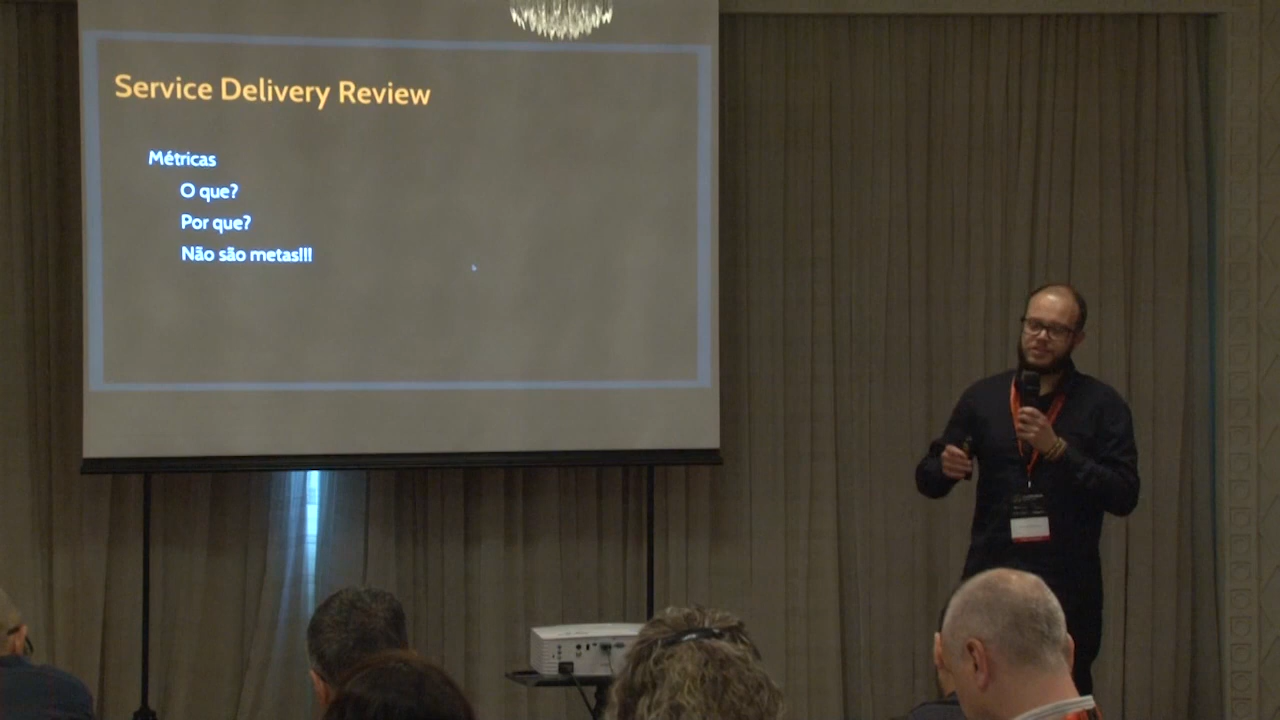 Service Delivery Review
Métricas
O que?
Por que?
Não são metas!!!